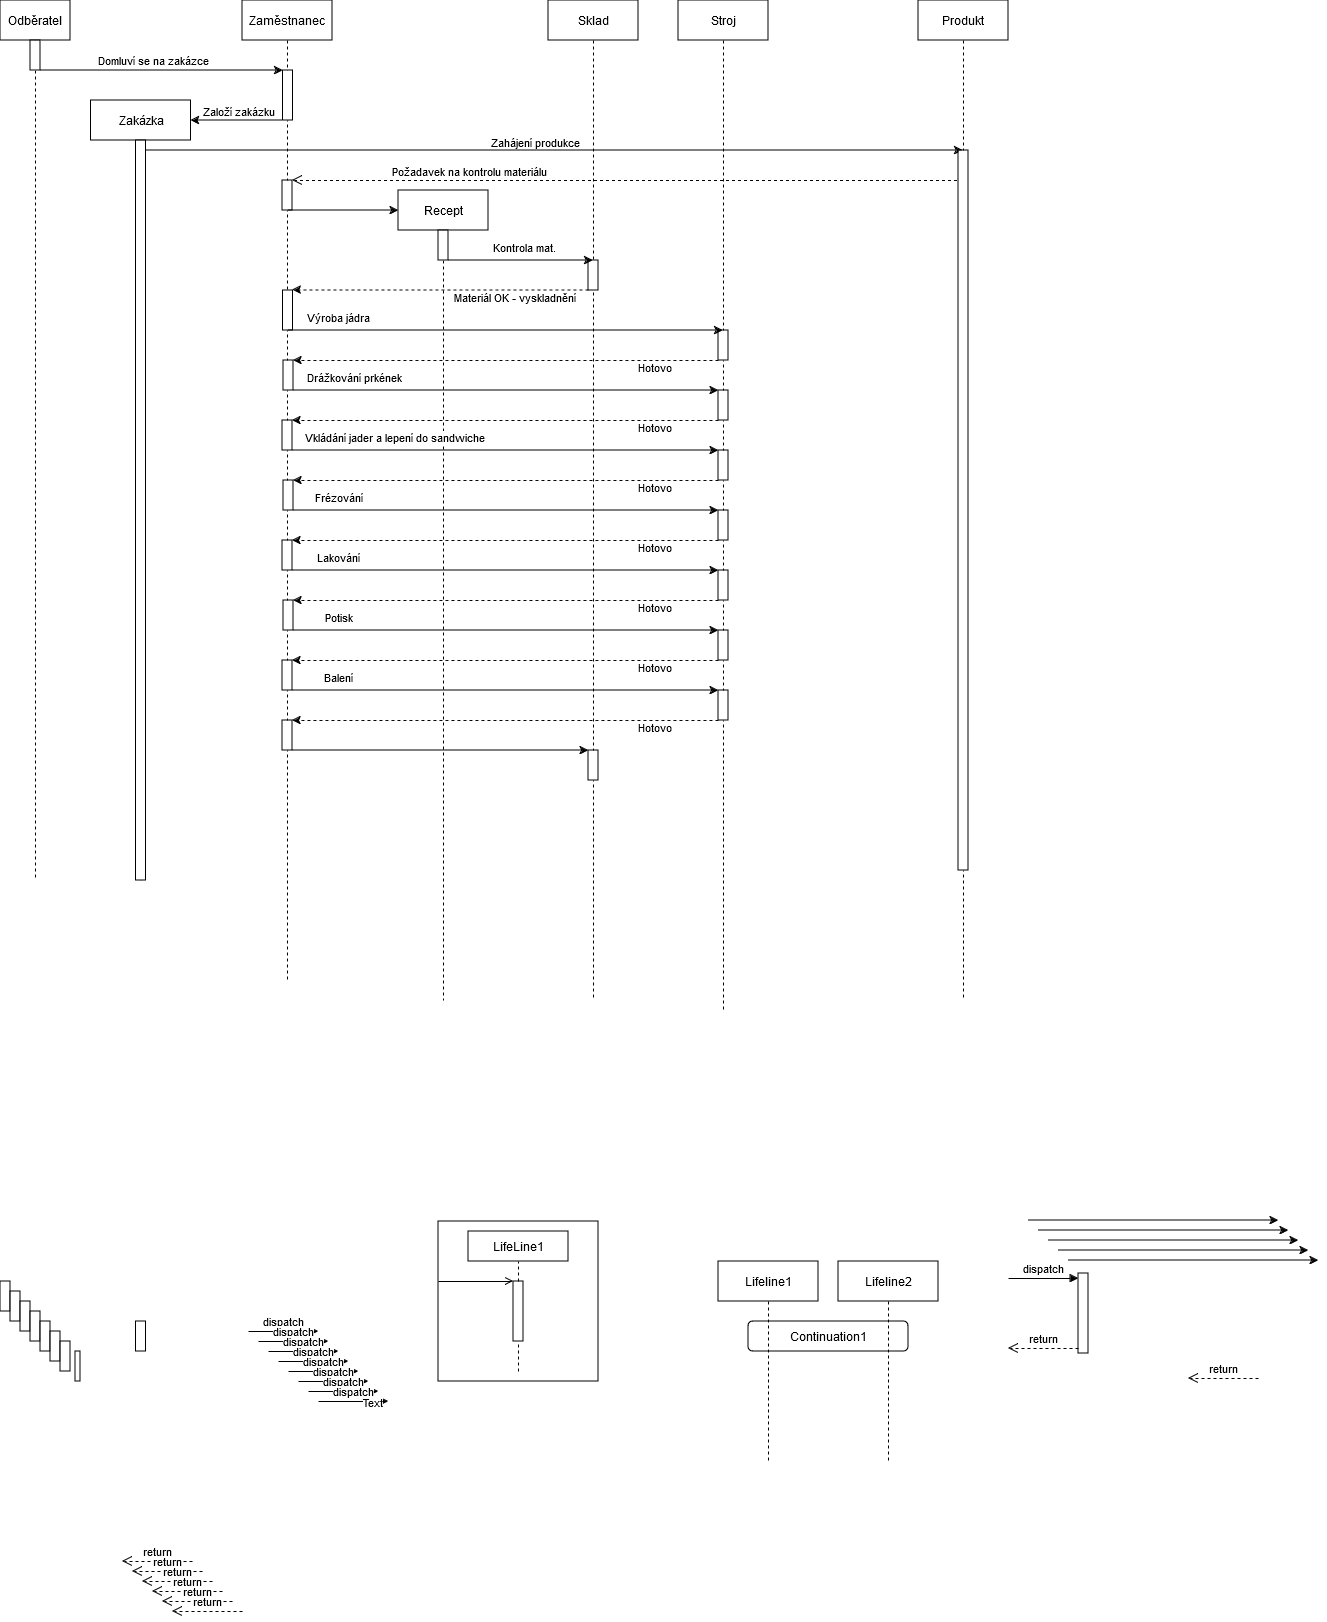 Odběratel
Zaměstnanec
Sklad
Stroj
Produkt
Domluví se na zakázce
Založí zakázku
Zakázka
Zahájení produkce
Požadavek na kontrolu materiálu
Recept
Kontrola mat.
Materiál OK - vyskladnění
Výroba jádra
Hotovo
Drážkování prkének
Hotovo
Vkládání jader a lepení do sandwiche
Hotovo
Frézování
Hotovo
Lakování
Hotovo
Potisk
Hotovo
Balení
Hotovo
LifeLine1
Lifeline1
Lifeline2
Continuation1
dispatch
return
return
dispatch
dispatch
dispatch
dispatch
dispatch
dispatch
dispatch
dispatch
Text
return
return
return
return
return
return